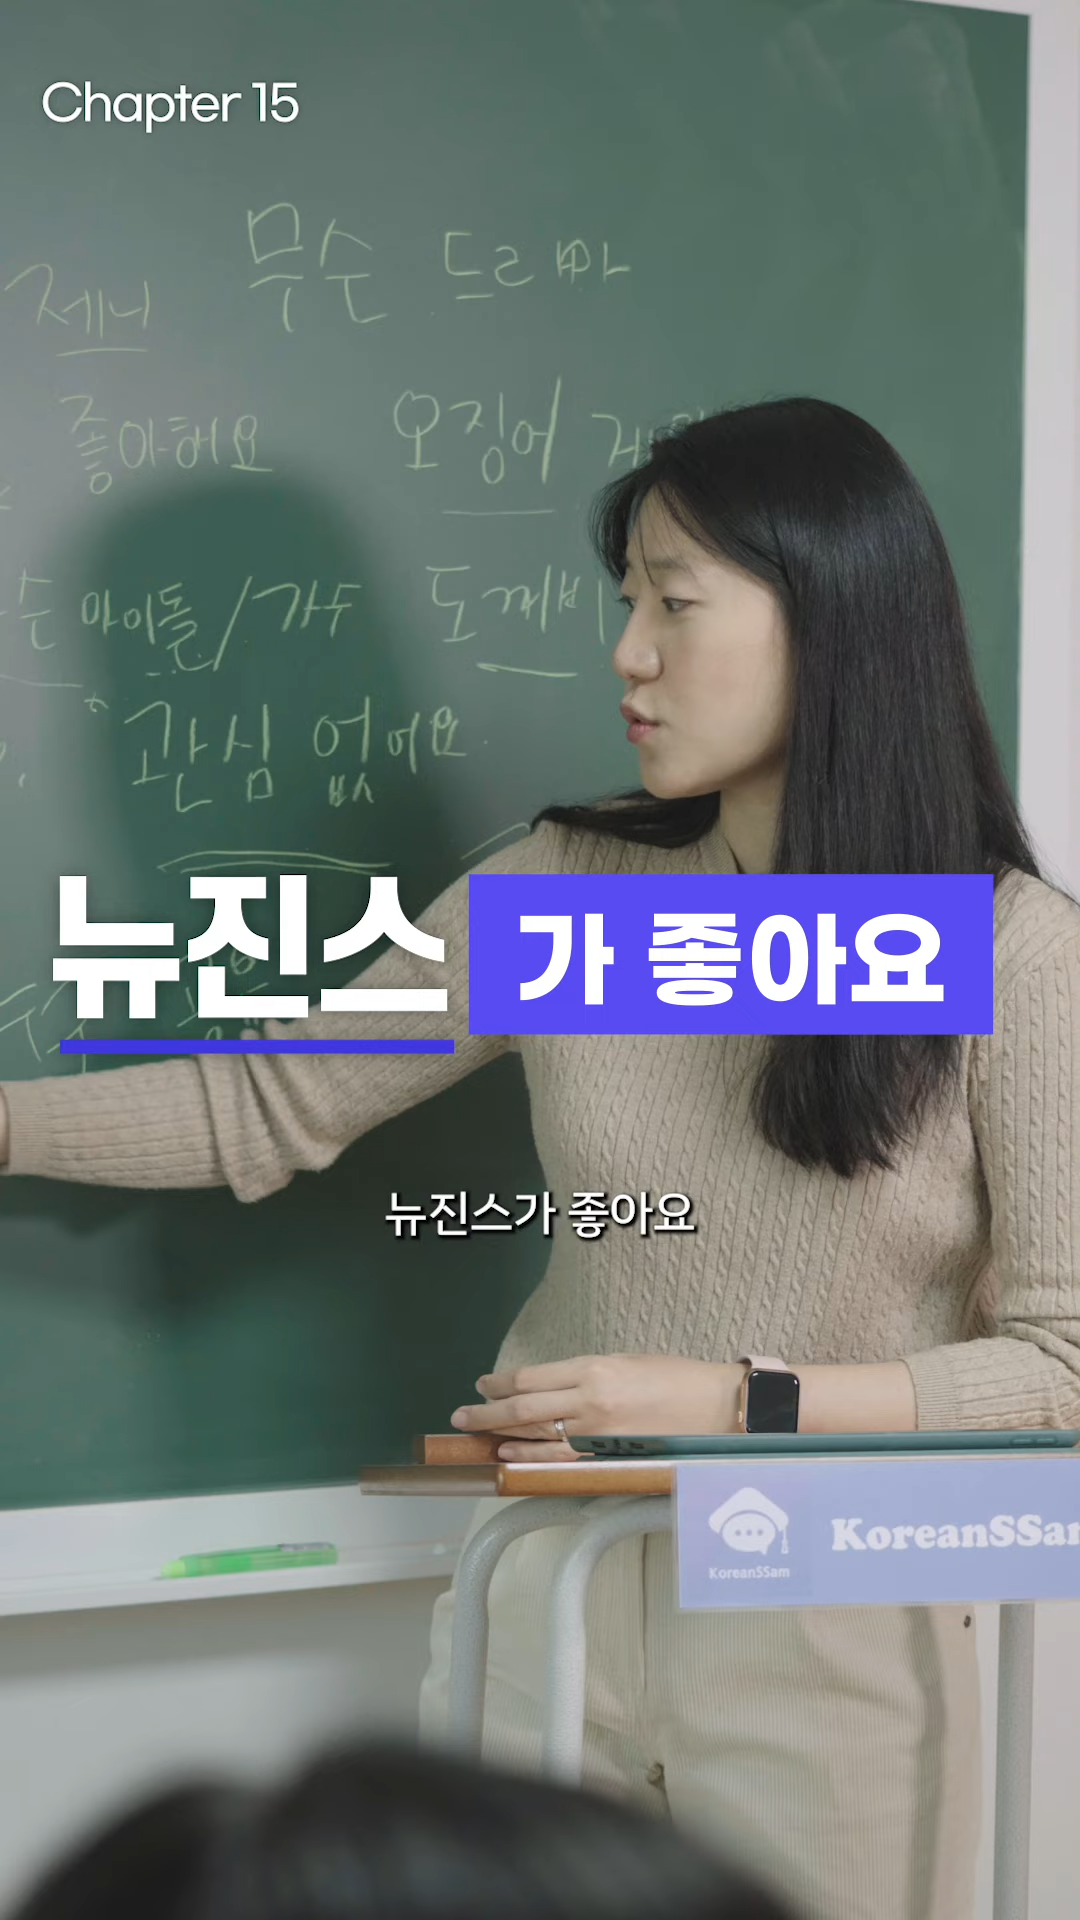 Chapter 15
무슨 드라마
제니
좋아해요
오징어
아이돌/가수
도깨비
관심 없어요.
뉴진스 가 좋아요
뉴진스가 좋아요
KoreanSSam